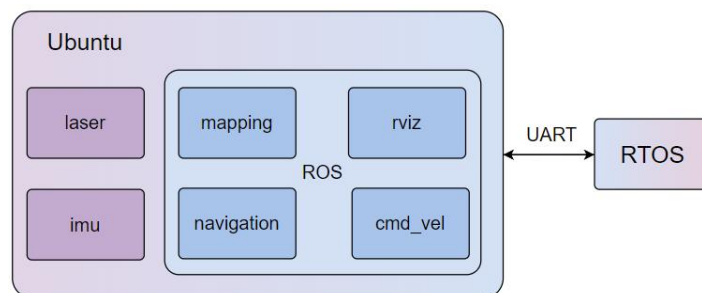 Ubuntu
laser
mapping
rviz
UART
RTOS
ROS
imu
navigation
cmd_vel